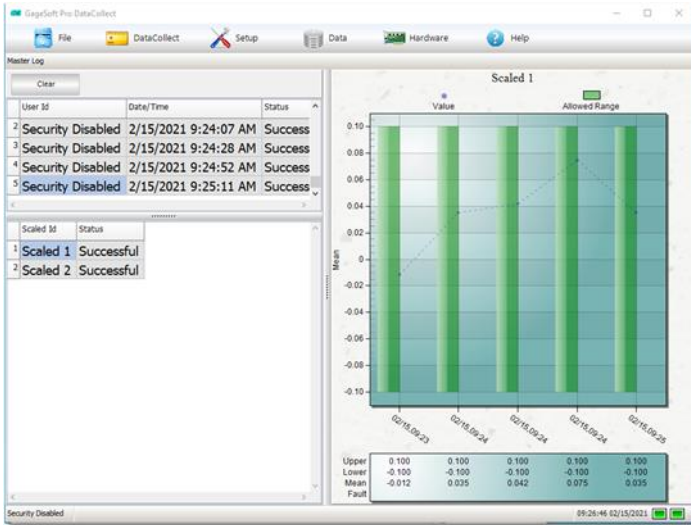 GageSoft Pro DataCollect
File DataCollect Setup Data Hardware Help
Master Log
Clear
User Id Date/Time Status
2 Security Disabled 2/15/2021 9:24:07 AM Success
3 Security Disabled 2/15/2021 9:24:28 AM Success
4 Security Disabled 2/15/2021 9:24:52 AM Success
5 Security Disabled 2/15/2021 9:25:11 AM Success
Scaled Id Status
1 Scaled 1 Successful
2 Scaled 2 Successful
Scaled 1
Value Allowed Range
0.10
0.08
0.06
0.04
0.02
0
-0.02
-0.04
-0.06
-0.08
-0.10
Mean
02/15,09:23 02/15,09:24 02/15,09:24 02/15,09:24 02/15,09:25
Upper 0.100 0.100 0.100 0.100 0.100
Lower -0.100 -0.100 -0.100 -0.100 -0.100
Mean -0.012 0.035 0.042 0.075 0.035
Fault
Security Disabled 09:26:46 02/15/2021